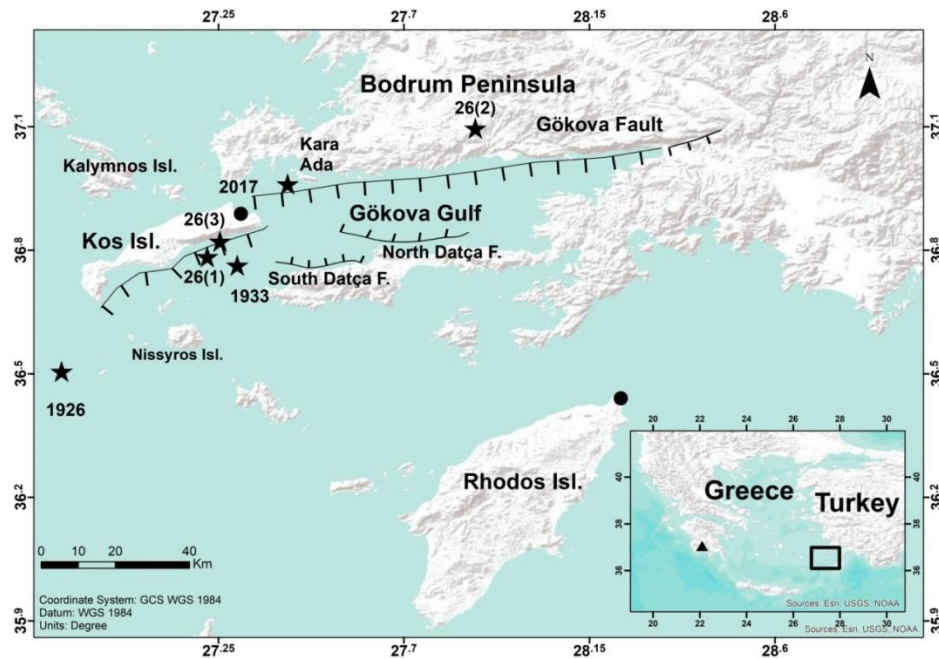 27.25 27.7 28.15 28.6
N
Bodrum Peninsula
26(2)
37.1
37.1
Gökova Fault
Kara
Ada
Kalymnos Isl.
2017
Gökova Gulf
26(3)
Kos Isl.
36.8
36.8
North Datça F.
26(1)
South Datça F.
1933
Nissyros Isl.
36.5
36.5
1926
Rhodos Isl.
36.2
36.2
20 22 24 26 28 30
40
40
Greece
Turkey
38
38
36
36
Sources: Esri, USGS, NOAA
20 22 24 26 28 30
Sources: Esri, USGS, NOAA
0 10 20 40
Km
Coordinate System: GCS WGS 1984
Datum: WGS 1984
Units: Degree
35.9
35.9
27.25 27.7 28.15 28.6